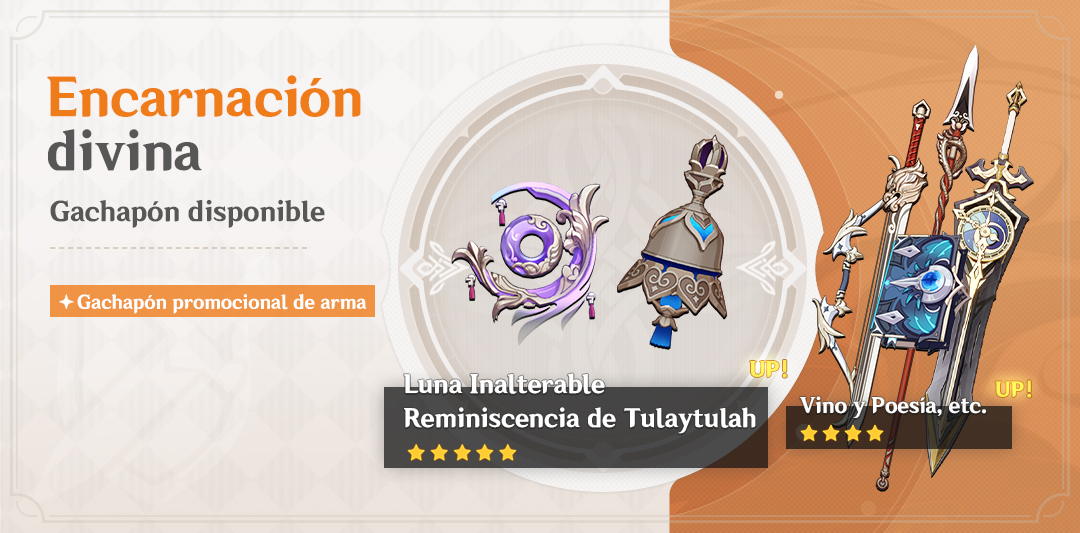 Encarnación
divina
Gachapón disponible
Gachapón promocional de arma
UP!
Luna Inalterable
Reminiscencia de Tulaytulah
UP!
Vino y Poesía, etc.